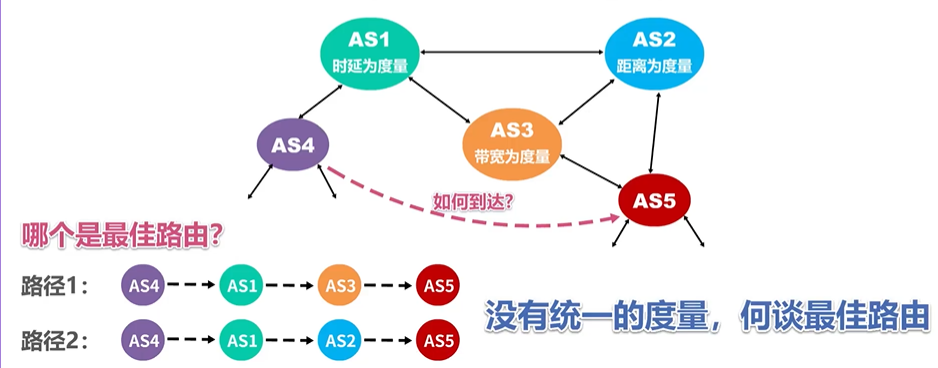 AS1
时延为度量
AS2
距离为度量
AS3
带宽为度量
AS4
如何到达?
AS5
哪个是最佳路由?
路径1: AS4 AS1 AS3 AS5
路径2: AS4 AS1 AS2 AS5
没有统一的度量，何谈最佳路由